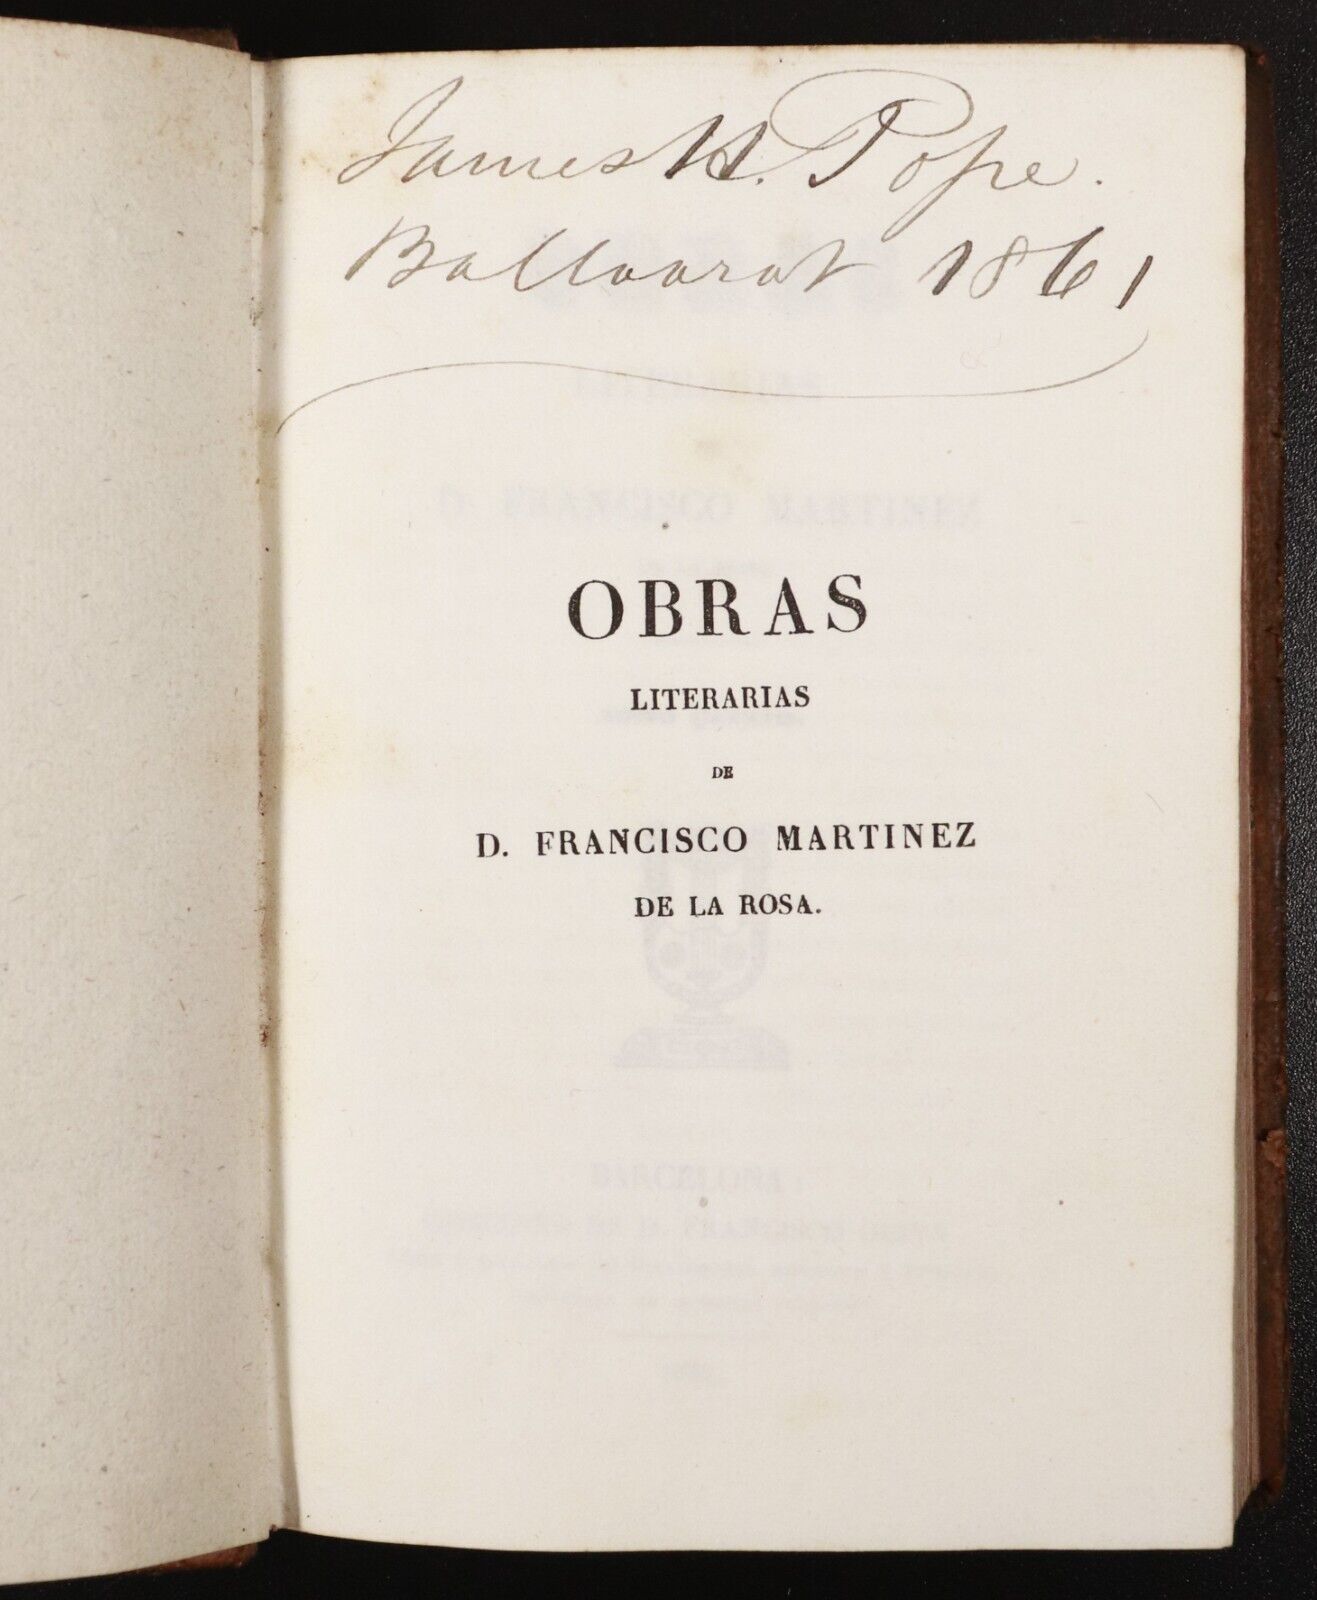 James H. Pope.
Ballaarat 1861
OBRAS
LITERARIAS
DE
D. FRANCISCO MARTINEZ
DE LA ROSA.